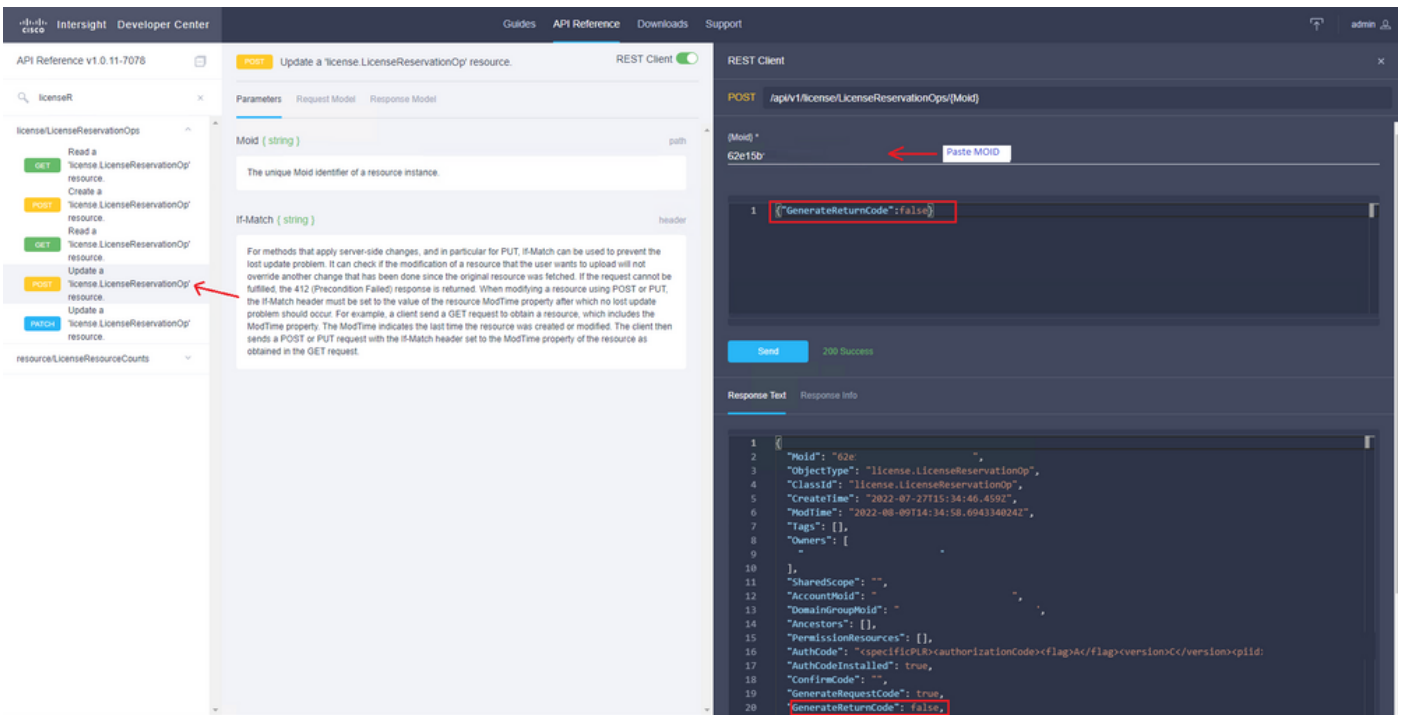 cisco Intersight Developer Center
Guides API Reference Downloads Support
admin
API Reference v1.0.11-7078
licenseR
license/LicenseReservationOps
GET Read a
'license.LicenseReservationOp'
resource.
POST Create a
'license.LicenseReservationOp'
resource.
GET Read a
'license.LicenseReservationOp'
resource.
POST Update a
'license.LicenseReservationOp'
resource.
PATCH Update a
'license.LicenseReservationOp'
resource.
resource/LicenseResourceCounts
POST Update a 'license.LicenseReservationOp' resource.
REST Client
Parameters Request Model Response Model
Moid { string } path
The unique Moid identifier of a resource instance.
If-Match { string } header
For methods that apply server-side changes, and in particular for PUT, If-Match can be used to prevent the
lost update problem. It can check if the modification of a resource that the user wants to upload will not
override another change that has been done since the original resource was fetched. If the request cannot be
fulfilled, the 412 (Precondition Failed) response is returned. When modifying a resource using POST or PUT,
the If-Match header must be set to the value of the resource ModTime property after which no lost update
problem should occur. For example, a client send a GET request to obtain a resource, which includes the
ModTime property. The ModTime indicates the last time the resource was created or modified. The client then
sends a POST or PUT request with the If-Match header set to the ModTime property of the resource as
obtained in the GET request.
REST Client ×
POST /api/v1/license/LicenseReservationOps/{Moid}
{Moid} *
62e15b
Paste MOID
1 {"GenerateReturnCode":false}
Send 200 Success
Response Text Response Info
1 {
2 "Moid": "62e ",
3 "ObjectType": "license.LicenseReservationOp",
4 "ClassId": "license.LicenseReservationOp",
5 "CreateTime": "2022-07-27T15:34:46.459Z",
6 "ModTime": "2022-08-09T14:34:58.694334024Z",
7 "Tags": [],
8 "Owners": [
9 " "
10 ],
11 "SharedScope": "",
12 "AccountMoid": " ",
13 "DomainGroupMoid": " ",
14 "Ancestors": [],
15 "PermissionResources": [],
16 "AuthCode": "<specificPLR><authorizationCode><flag>A</flag><version>C</version><piid:
17 "AuthCodeInstalled": true,
18 "ConfirmCode": "",
19 "GenerateRequestCode": true,
20 "GenerateReturnCode": false,